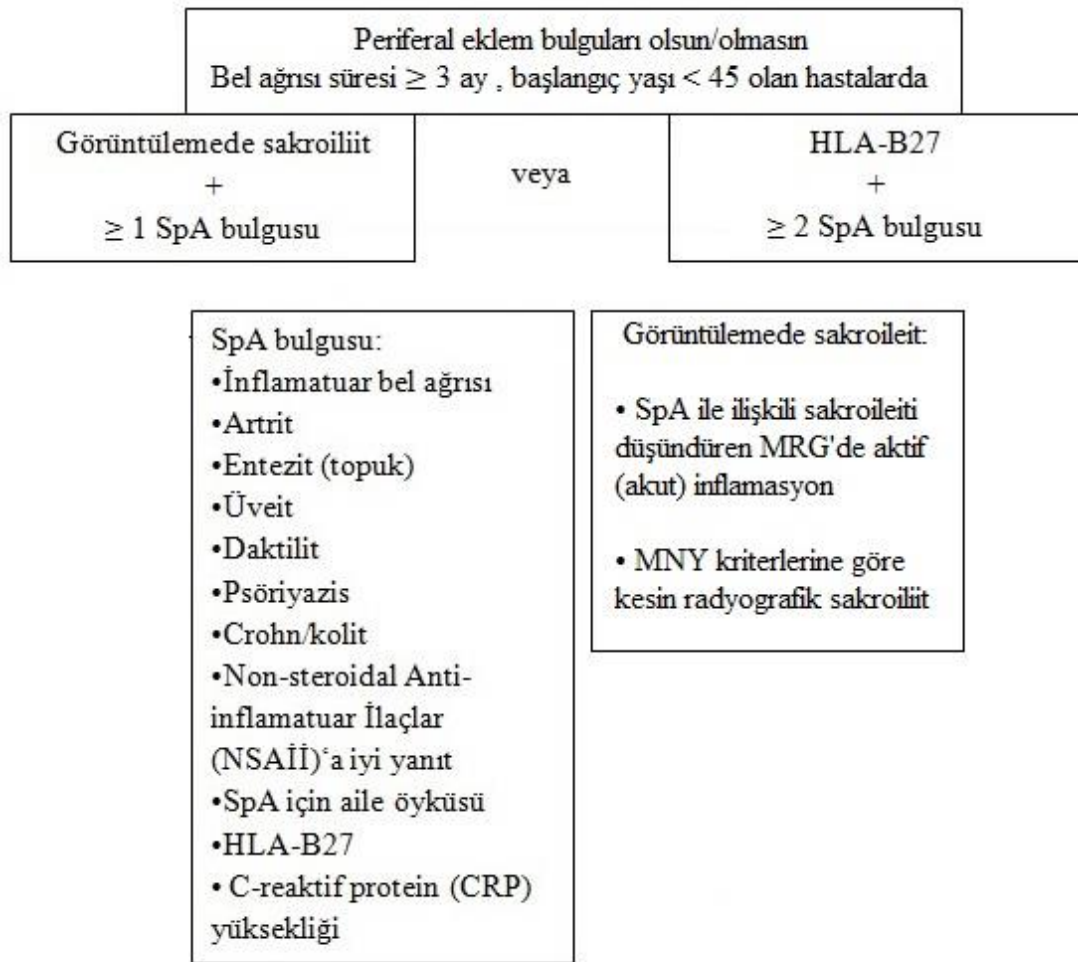 Periferal eklem bulguları olsun/olmasın
Bel ağrısı süresi ≥ 3 ay , başlangıç yaşı < 45 olan hastalarda
Görüntülemede sakroiliit
+
≥ 1 SpA bulgusu
veya
HLA-B27
+
≥ 2 SpA bulgusu
SpA bulgusu:
•İnflamatuar bel ağrısı
•Artrit
•Entezit (topuk)
•Üveit
•Daktilit
•Psöriyazis
•Crohn/kolit
•Non-steroidal Anti-
inflamatuar İlaçlar
(NSAİİ)‘a iyi yanıt
•SpA için aile öyküsü
•HLA-B27
• C-reaktif protein (CRP)
yüksekliği
Görüntülemede sakroileit:
• SpA ile ilişkili sakroileiti
düşündüren MRG'de aktif
(akut) inflamasyon
• MNY kriterlerine göre
kesin radyografik sakroiliit